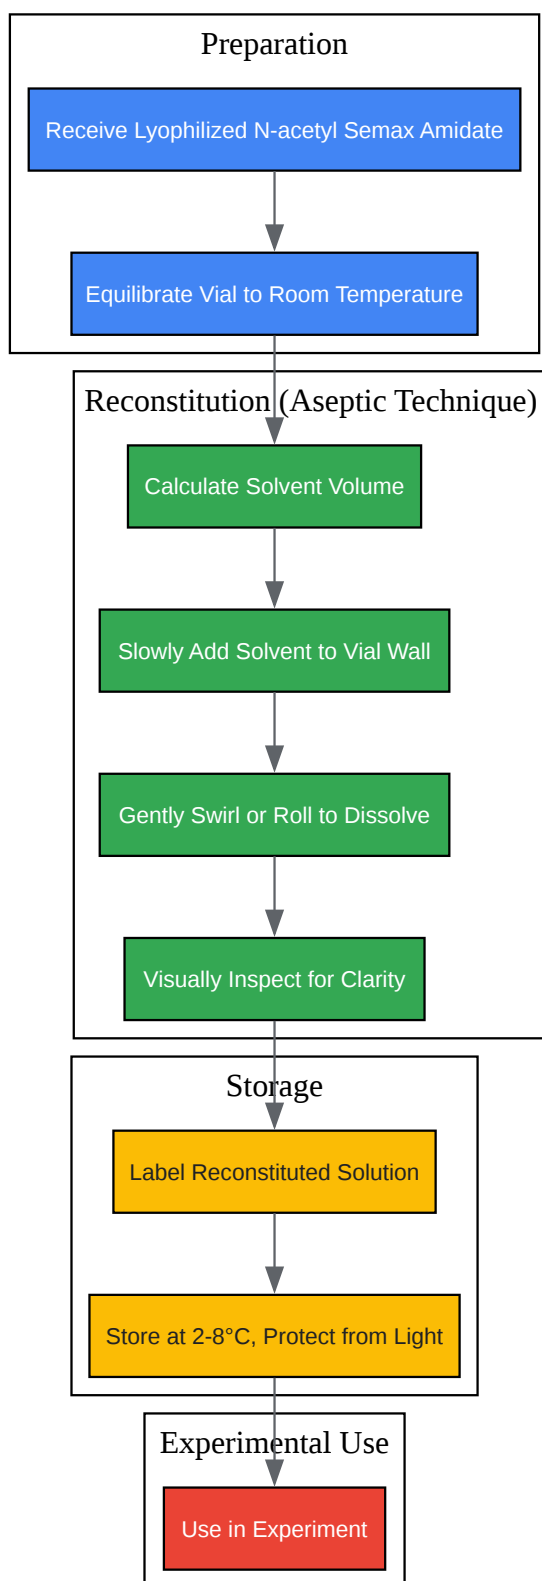 Preparation
Receive Lyophilized N-acetyl Semax Amidate
Equilibrate Vial to Room Temperature
Reconstitution (Aseptic Technique)
Calculate Solvent Volume
Slowly Add Solvent to Vial Wall
Gently Swirl or Roll to Dissolve
Visually Inspect for Clarity
Storage
Label Reconstituted Solution
Store at 2-8°C, Protect from Light
Experimental Use
Use in Experiment